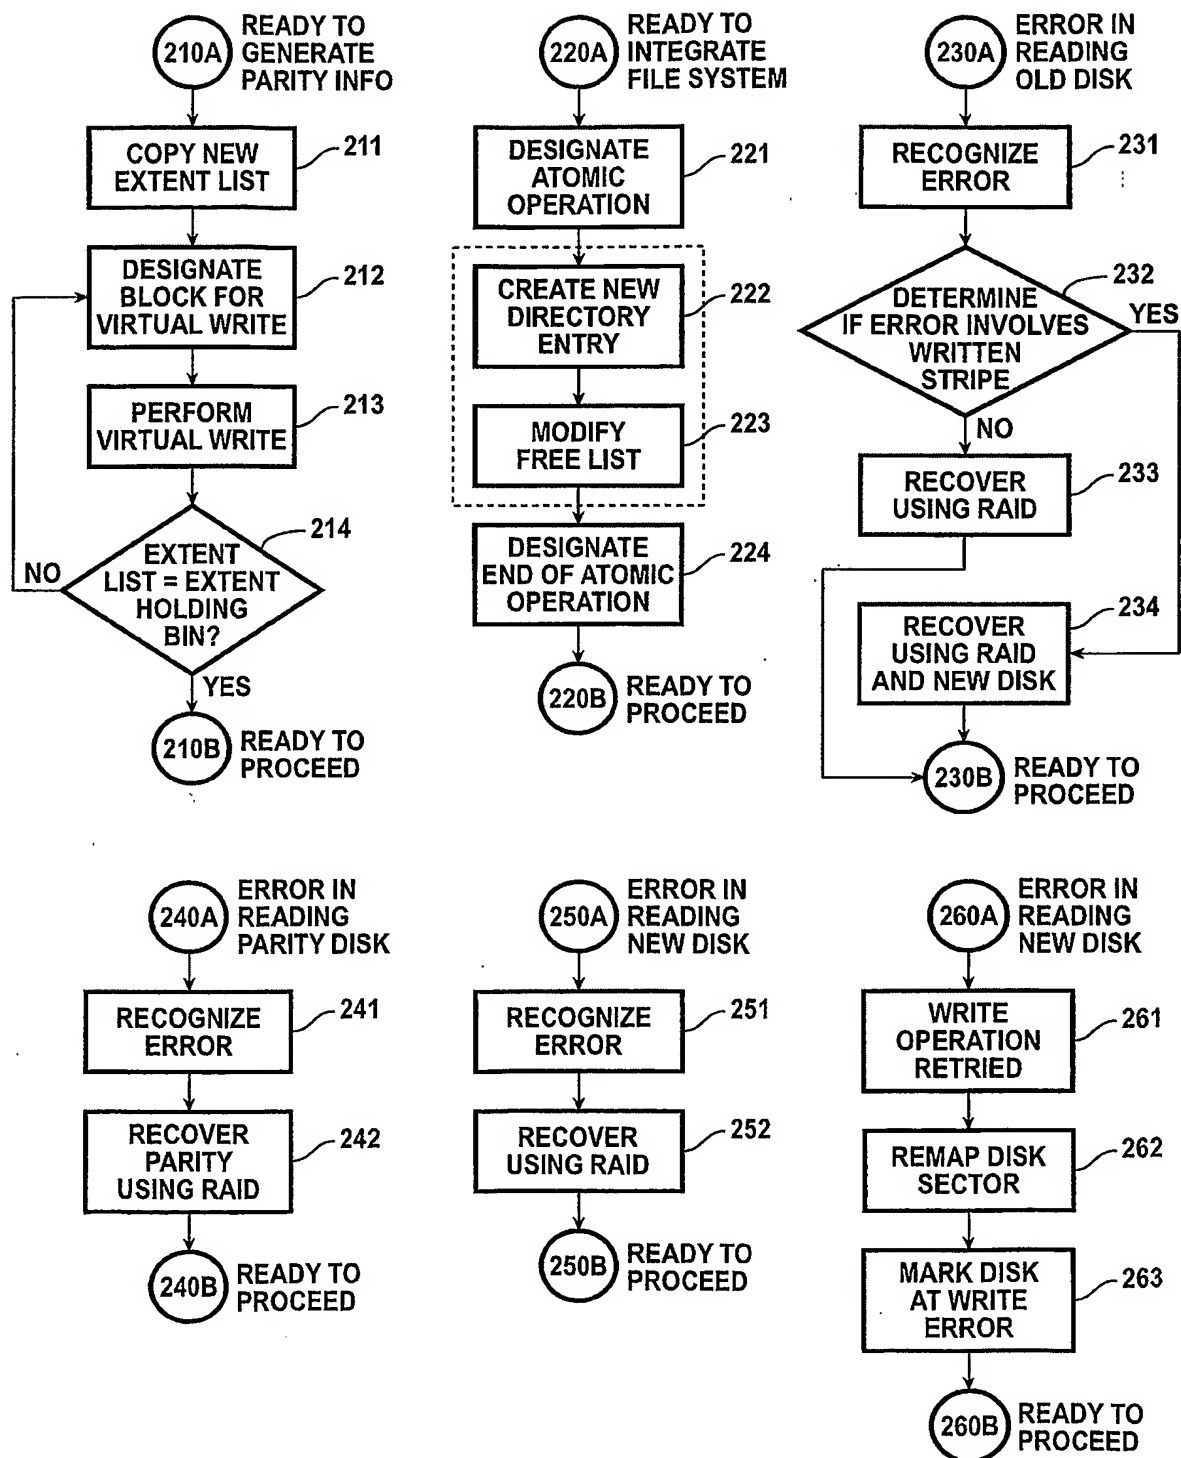 210A
READY TO
GENERATE
PARITY INFO
COPY NEW
EXTENT LIST
211
DESIGNATE
BLOCK FOR
VIRTUAL WRITE
212
PERFORM
VIRTUAL WRITE
213
EXTENT
LIST = EXTENT
HOLDING
BIN?
214
NO
YES
210B
READY TO
PROCEED
220A
READY TO
INTEGRATE
FILE SYSTEM
DESIGNATE
ATOMIC
OPERATION
221
CREATE NEW
DIRECTORY
ENTRY
222
MODIFY
FREE LIST
223
DESIGNATE
END OF ATOMIC
OPERATION
224
220B
READY TO
PROCEED
230A
ERROR IN
READING
OLD DISK
RECOGNIZE
ERROR
231
DETERMINE
IF ERROR INVOLVES
WRITTEN
STRIPE
232
YES
NO
RECOVER
USING RAID
233
RECOVER
USING RAID
AND NEW DISK
234
230B
READY TO
PROCEED
240A
ERROR IN
READING
PARITY DISK
RECOGNIZE
ERROR
241
RECOVER
PARITY
USING RAID
242
240B
READY TO
PROCEED
250A
ERROR IN
READING
NEW DISK
RECOGNIZE
ERROR
251
RECOVER
USING RAID
252
250B
READY TO
PROCEED
260A
ERROR IN
READING
NEW DISK
WRITE
OPERATION
RETRIED
261
REMAP DISK
SECTOR
262
MARK DISK
AT WRITE
ERROR
263
260B
READY TO
PROCEED